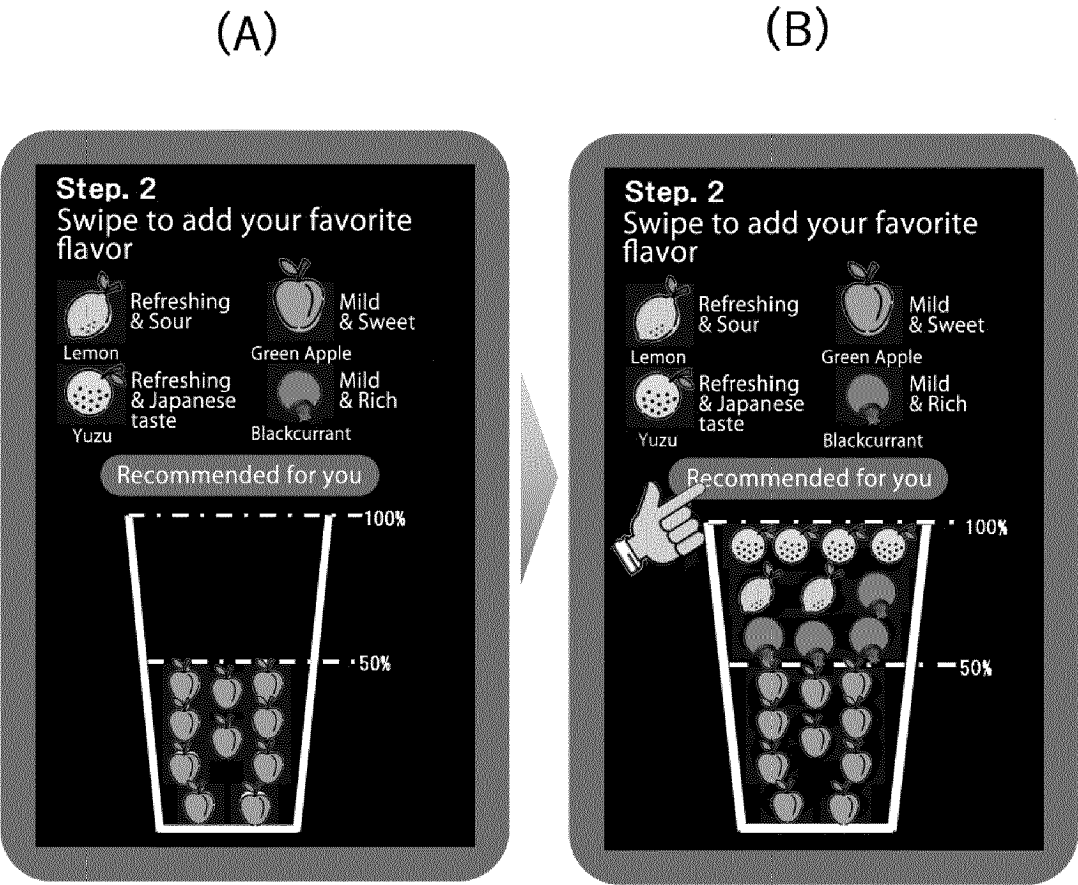 (A)
Step. 2
Swipe to add your favorite
flavor
Refreshing
& Sour
Lemon
Mild
& Sweet
Green Apple
Refreshing
& Japanese
taste
Yuzu
Mild
& Rich
Blackcurrant
Recommended for you
100%
50%
(B)
Step. 2
Swipe to add your favorite
flavor
Refreshing
& Sour
Lemon
Mild
& Sweet
Green Apple
Refreshing
& Japanese
taste
Yuzu
Mild
& Rich
Blackcurrant
Recommended for you
100%
50%